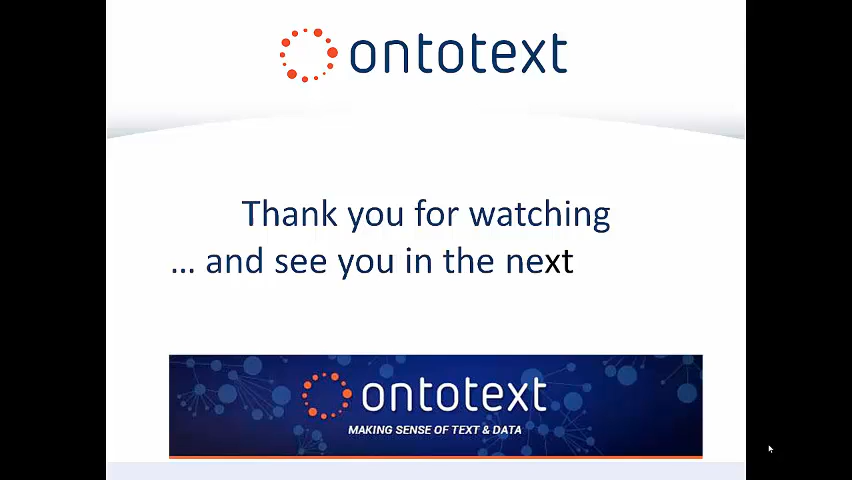 ontotext
Thank you for watching
... and see you in the next
ontotext
MAKING SENSE OF TEXT & DATA